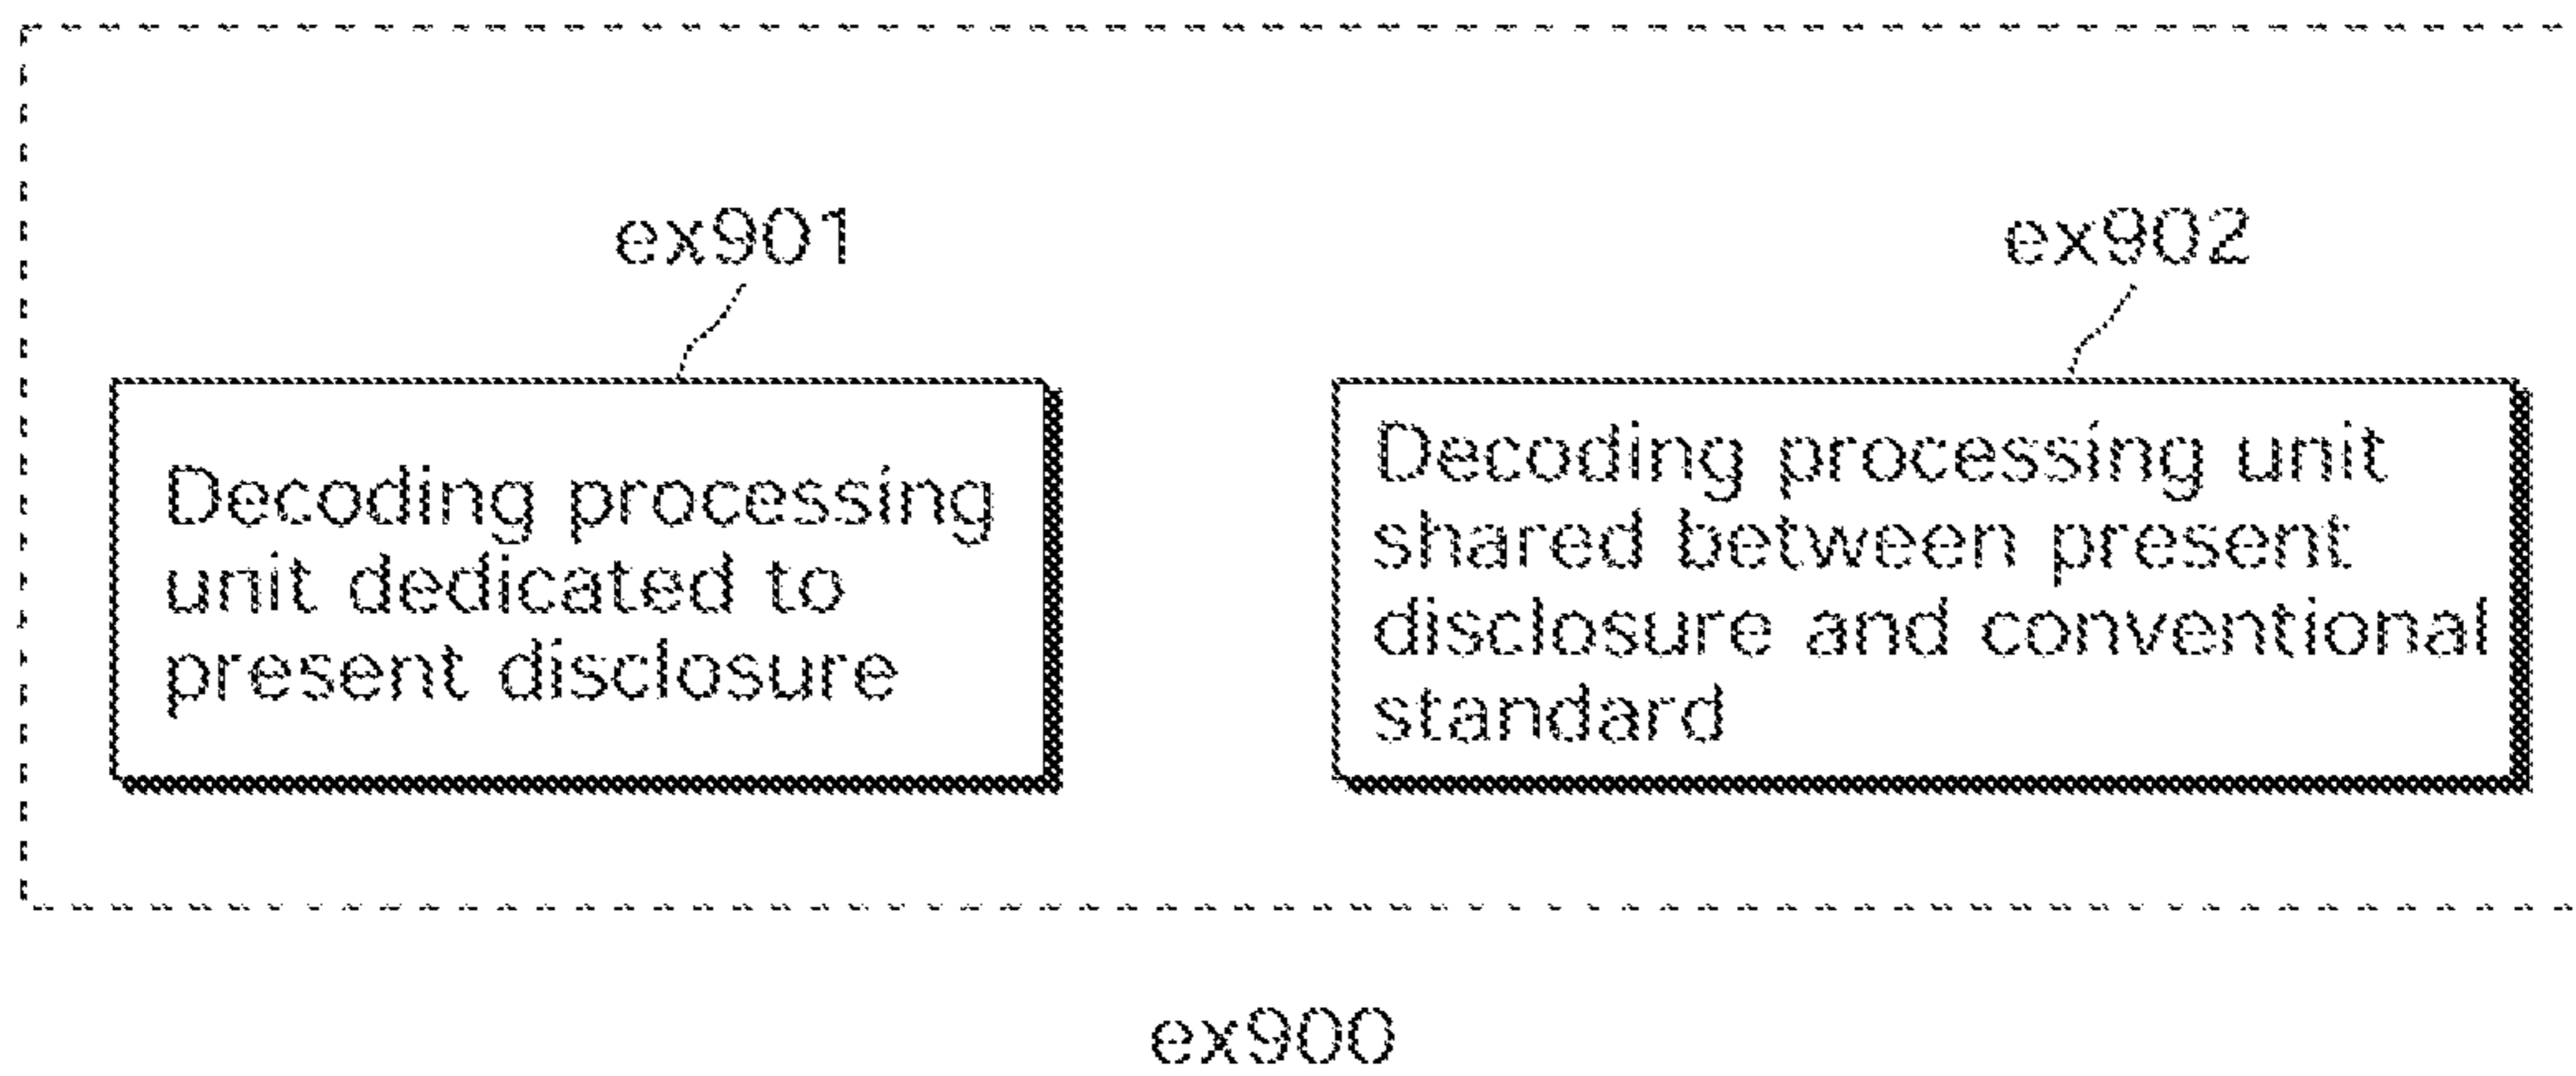 ex901
ex902
Decoding processing
unit dedicated to
present disclosure
Decoding processing unit
shared between present
disclosure and conventional
standard
ex900